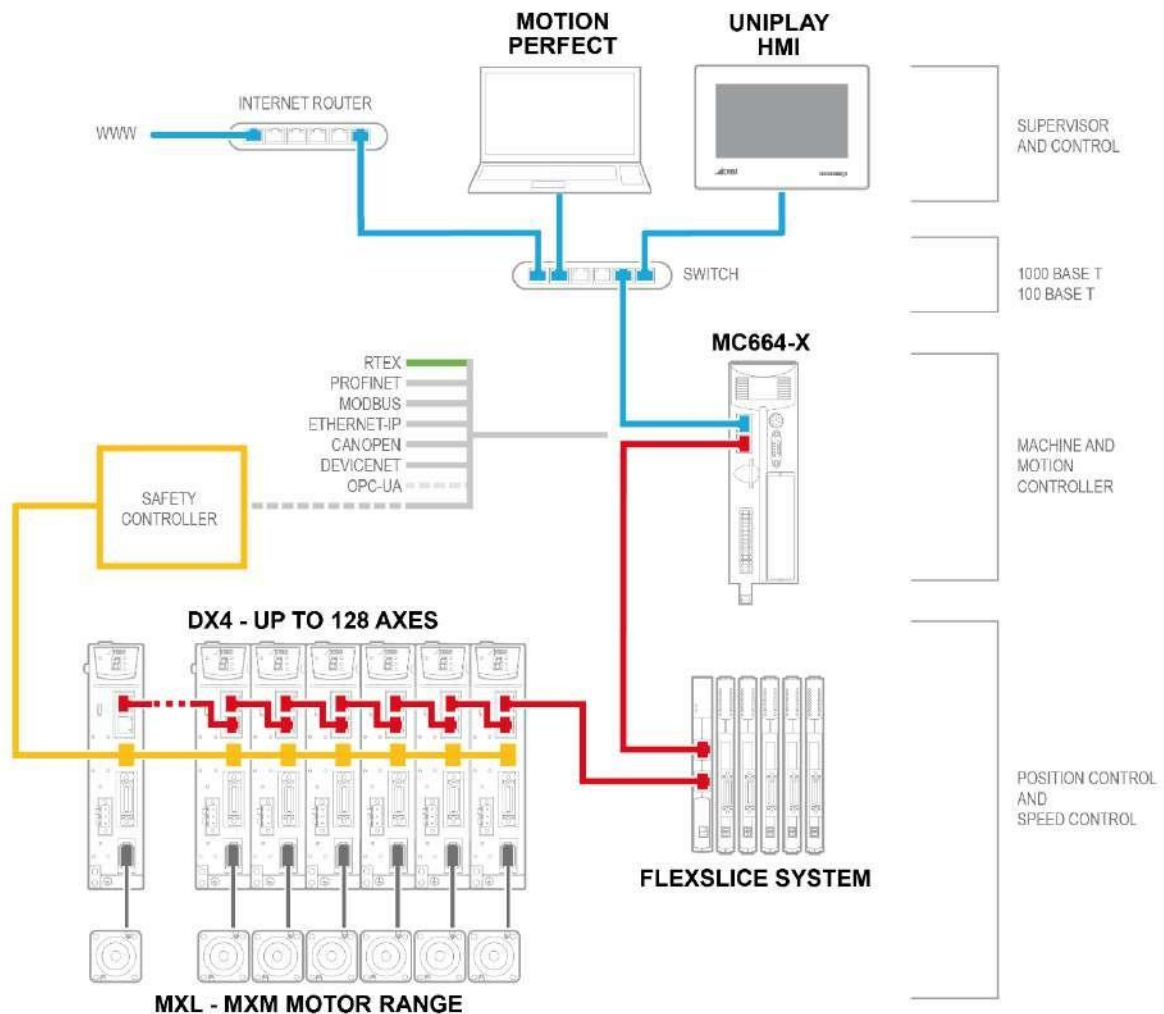 MOTION
PERFECT
UNIPLAY
HMI
INTERNET ROUTER
WWW
SUPERVISOR
AND CONTROL
SWITCH
1000 BASE T
100 BASE T
MC664-X
RTEX
PROFINET
MODBUS
ETHERNET-IP
CANOPEN
DEVICENET
OPC-UA
SAFETY
CONTROLLER
MACHINE AND
MOTION
CONTROLLER
DX4 - UP TO 128 AXES
POSITION CONTROL
AND
SPEED CONTROL
FLEXSLICE SYSTEM
MXL - MXM MOTOR RANGE